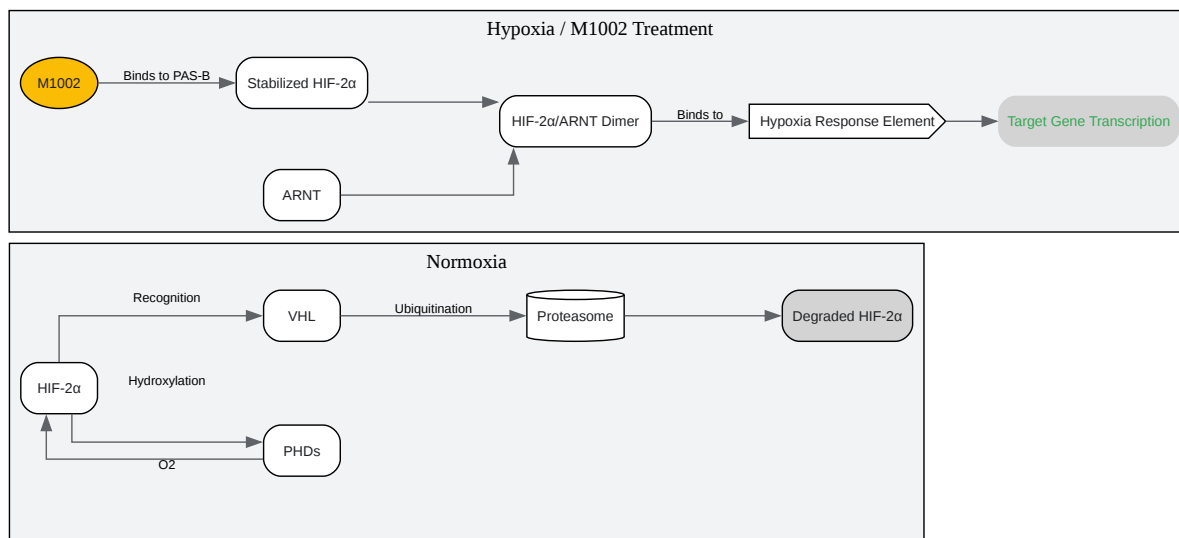 Hypoxia / M1002 Treatment
M1002
Binds to PAS-B
Stabilized HIF-2α
HIF-2α/ARNT Dimer
Binds to
Hypoxia Response Element
Target Gene Transcription
ARNT
Normoxia
Recognition
VHL
Ubiquitination
Proteasome
Degraded HIF-2α
HIF-2α
Hydroxylation
PHDs
O2